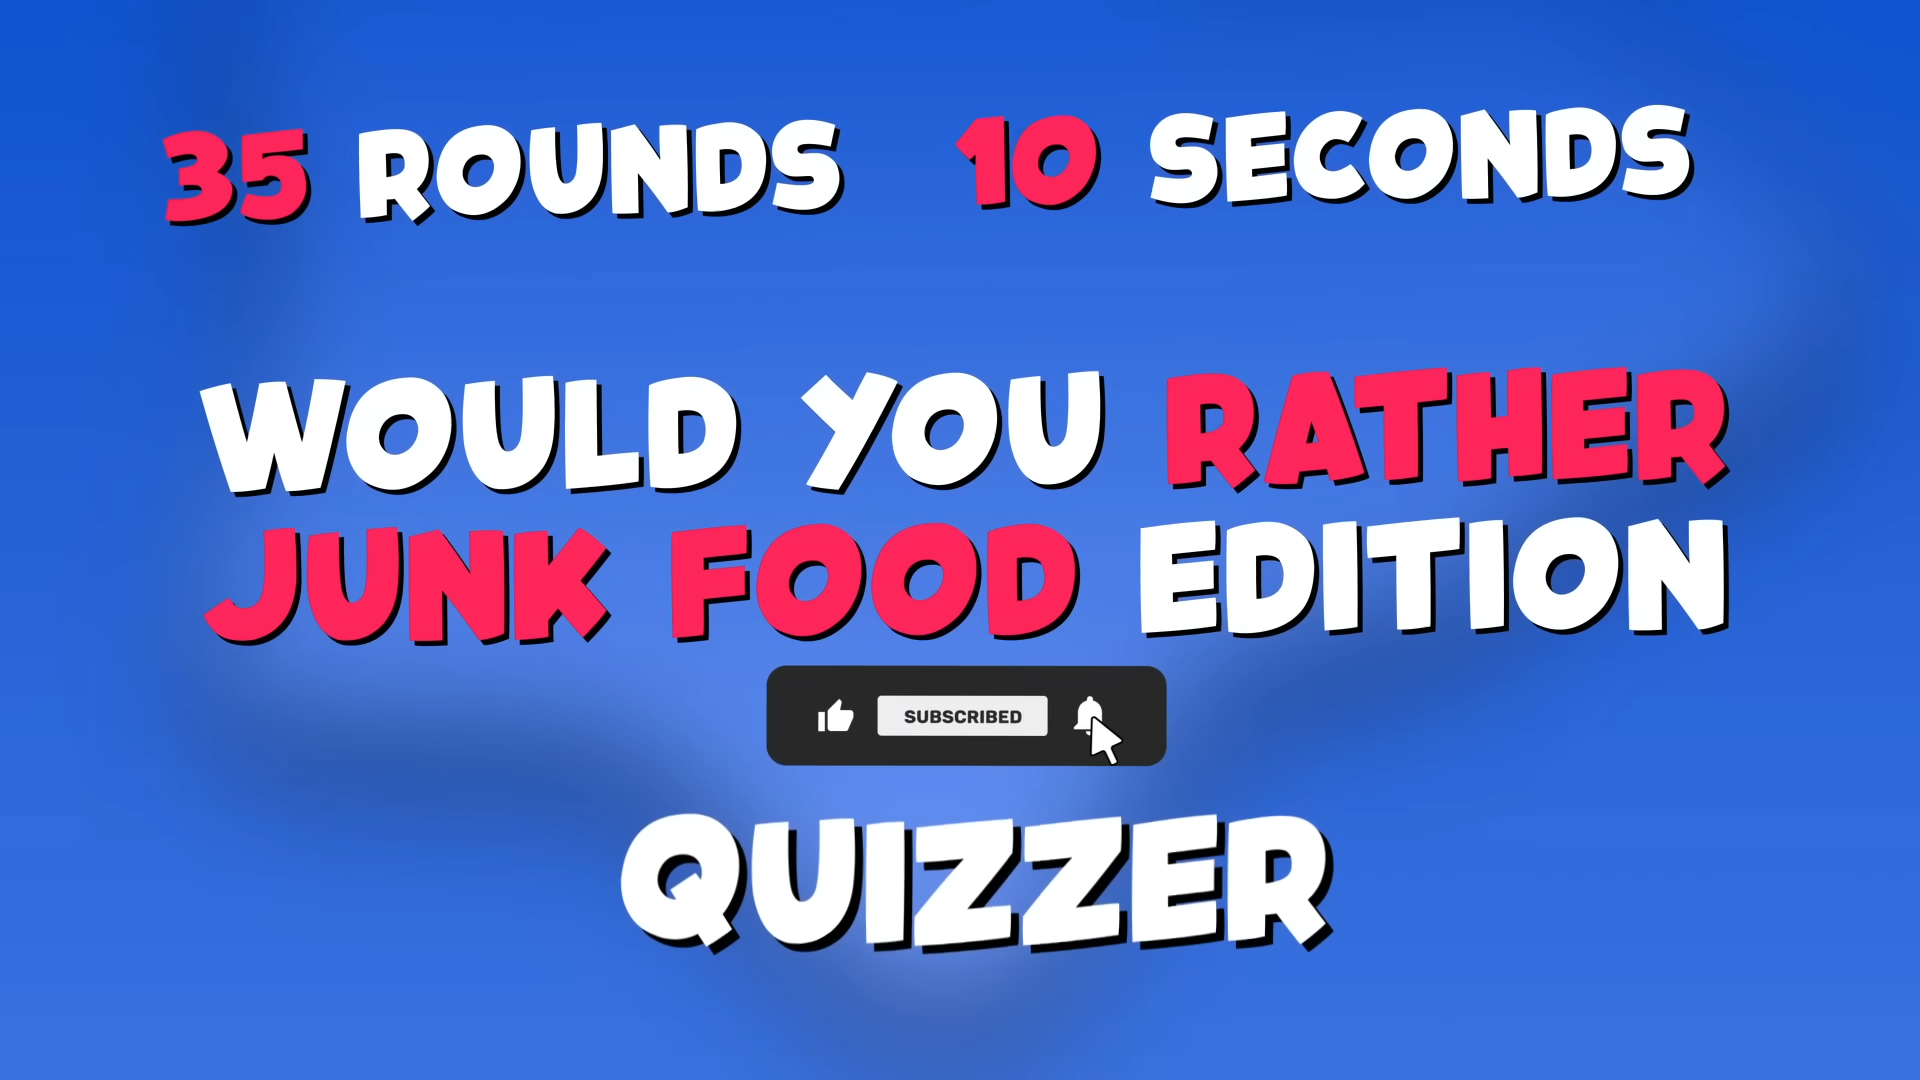 35 ROUNDS 10 SECONDS
WOULD YOU RATHER
JUNK FOOD EDITION
SUBSCRIBED
QUIZZER